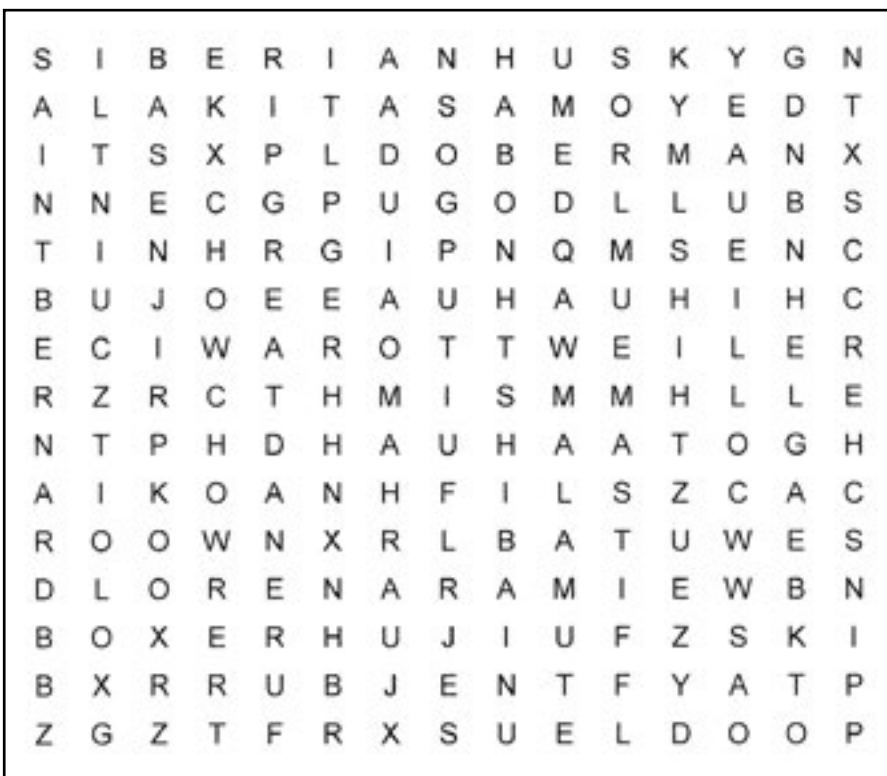 S I B E R I A N H U S K Y G N
A L A K I T A S A M O Y E D T
I T S X P L D O B E R M A N X
N N E C G P U G O D L L U B S
T I N H R G I P N Q M S E N C
B U J O E E A U H A U H I H C
E C I W A R O T T W E I L E R
R Z R C T H M I S M M H L L E
N T P H D H A U H A A T O G H
A I K O A N H F I L S Z C A C
R O O W N X R L B A T U W E S
D L O R E N A R A M I E W B N
B O X E R H U J I U F Z S K I
B X R R U B J E N T F Y A T P
Z G Z T F R X S U E L D O O P